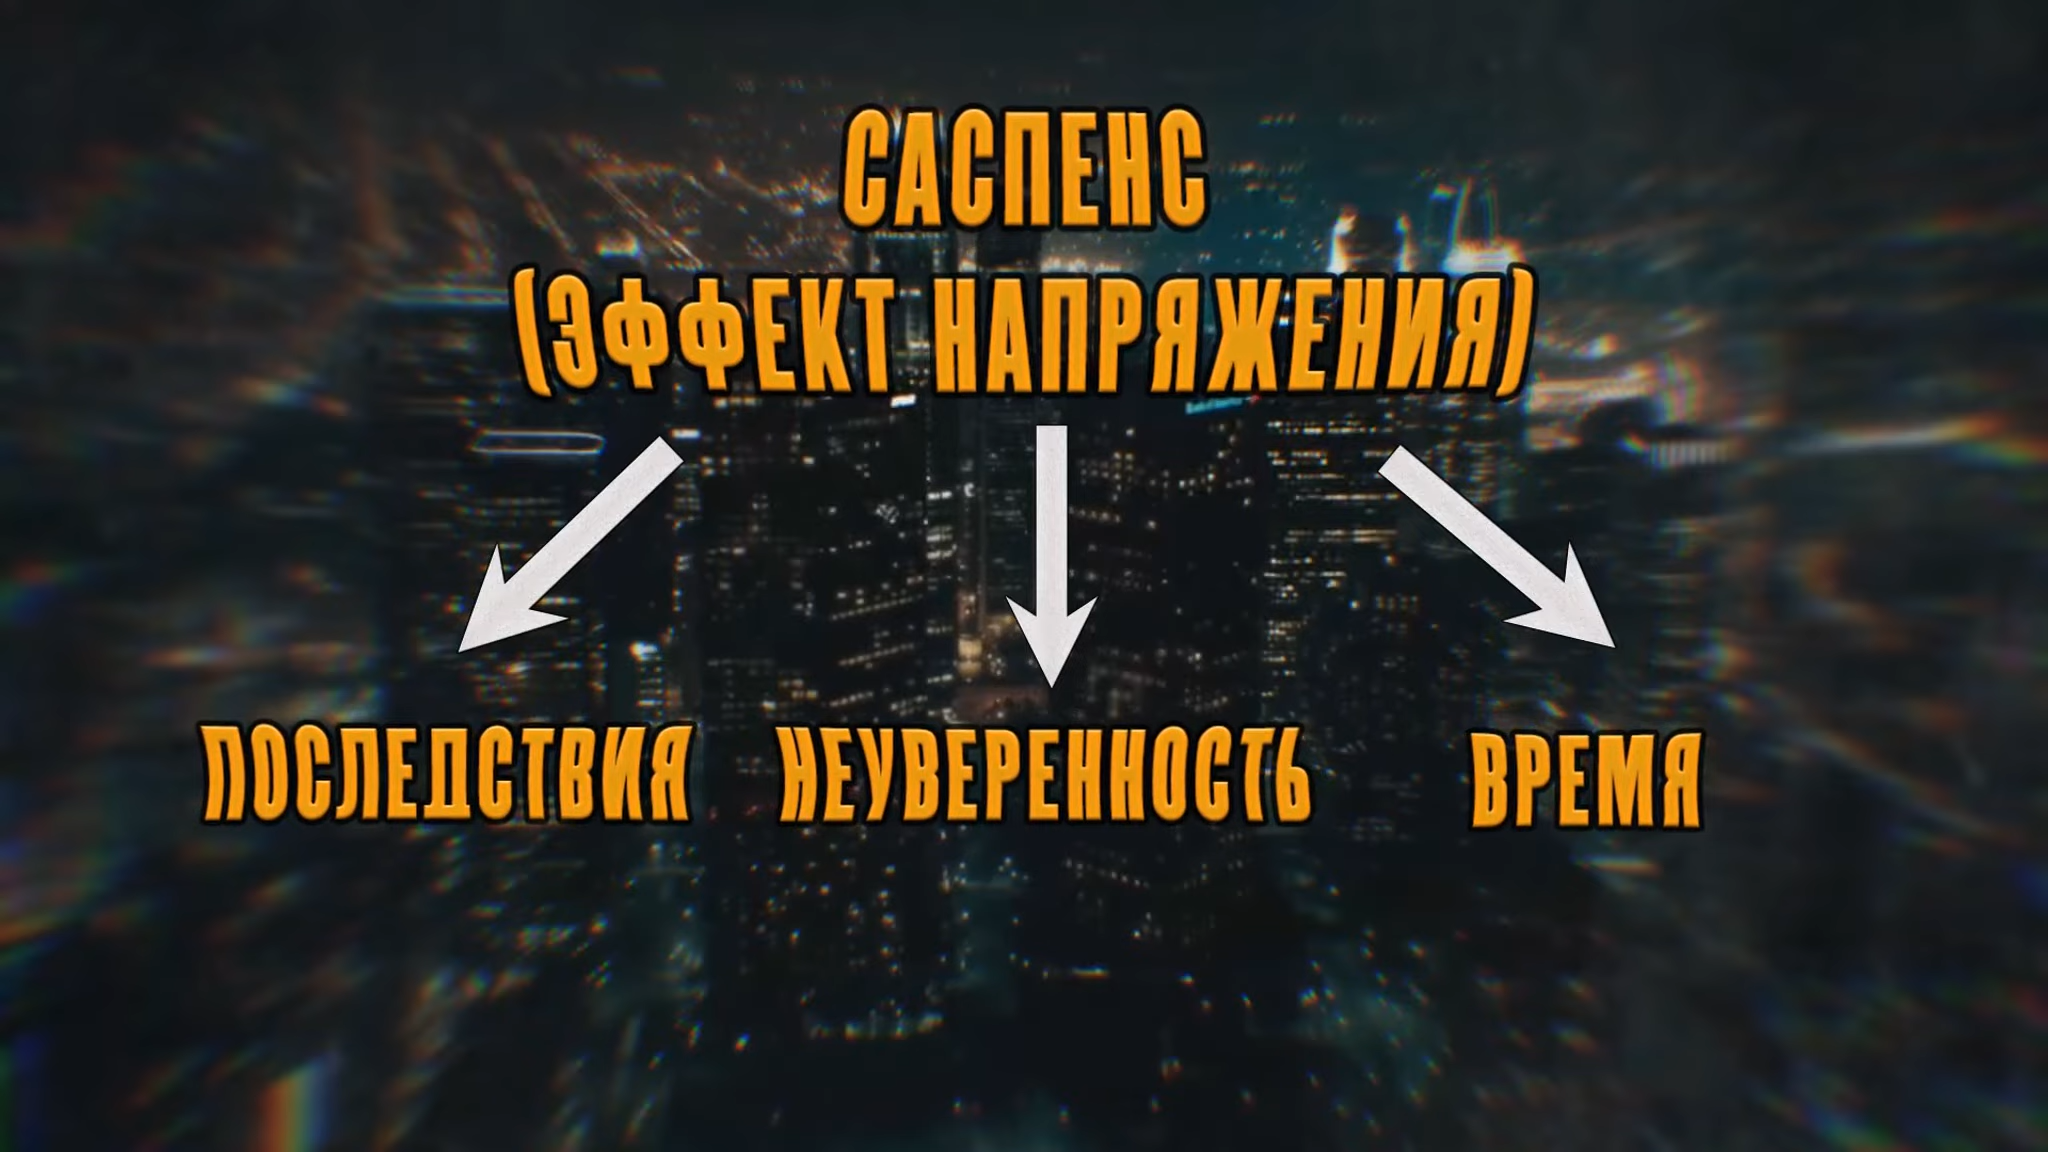 САСПЕНС
(ЭФФЕКТ НАПРЯЖЕНИЯ)
ПОСЛЕДСТВИЯ НЕУВЕРЕННОСТЬ ВРЕМЯ